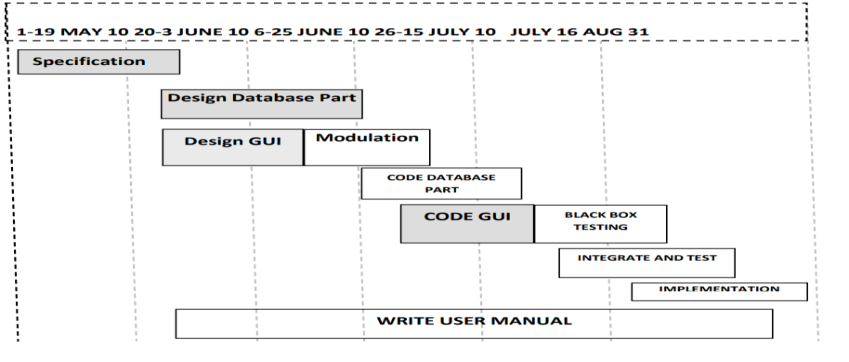 1-19 MAY 10 20-3 JUNE 10 6-25 JUNE 10 26-15 JULY 10 JULY 16 AUG 31
Specification
Design Database Part
Design GUI
Modulation
CODE DATABASE
PART
CODE GUI
BLACK BOX
TESTING
INTEGRATE AND TEST
IMPLEMENTATION
WRITE USER MANUAL